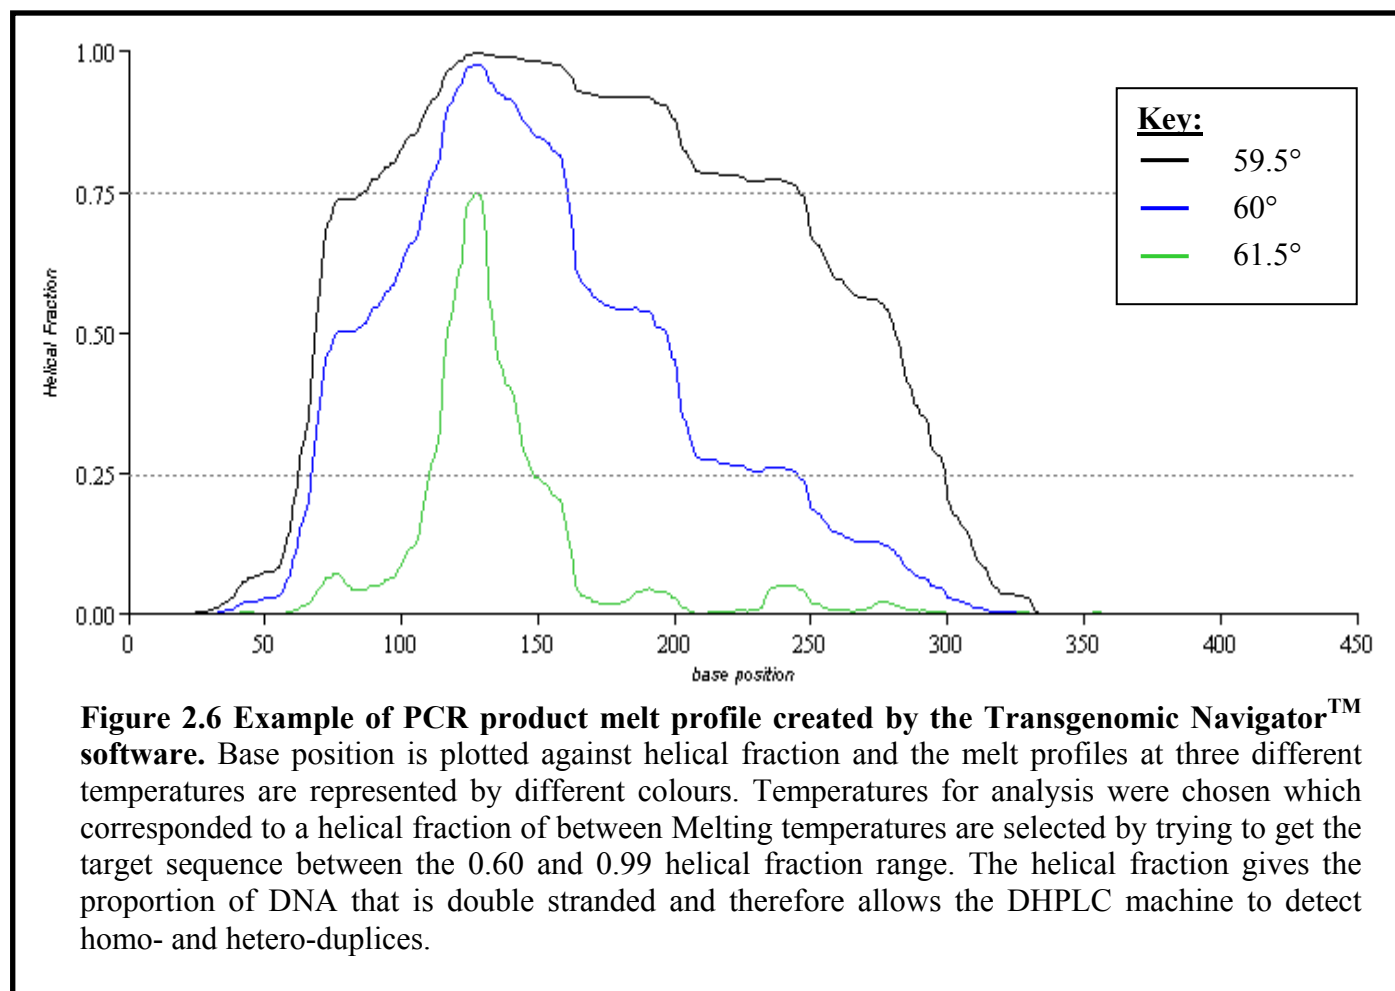 1.00
0.75
0.50
0.25
0.00
Helical Fraction
0 50 100 150 200 250 300 350 400 450
base position
Key:
59.5°
60°
61.5°
Figure 2.6 Example of PCR product melt profile created by the Transgenomic Navigator™
software. Base position is plotted against helical fraction and the melt profiles at three different
temperatures are represented by different colours. Temperatures for analysis were chosen which
corresponded to a helical fraction of between Melting temperatures are selected by trying to get the
target sequence between the 0.60 and 0.99 helical fraction range. The helical fraction gives the
proportion of DNA that is double stranded and therefore allows the DHPLC machine to detect
homo- and hetero-duplices.